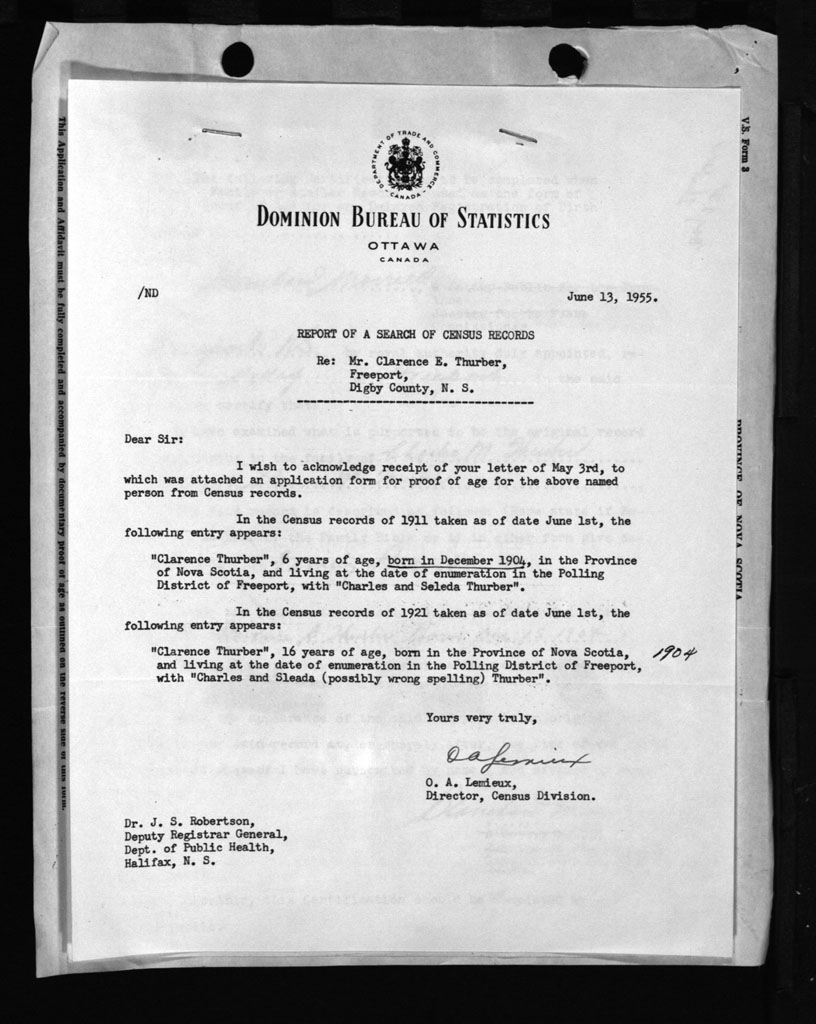 DEPARTMENT OF TRADE AND COMMERCE
CANADA
DOMINION BUREAU OF STATISTICS
OTTAWA
CANADA
/ND
June 13, 1955.
REPORT OF A SEARCH OF CENSUS RECORDS
Re: Mr. Clarence E. Thurber,
Freeport,
Digby County, N. S.
Dear Sir:
I wish to acknowledge receipt of your letter of May 3rd, to
which was attached an application form for proof of age for the above named
person from Census records.
In the Census records of 1911 taken as of date June 1st, the
following entry appears:
"Clarence Thurber", 6 years of age, born in December 1904, in the Province
of Nova Scotia, and living at the date of enumeration in the Polling
District of Freeport, with "Charles and Seleda Thurber".
In the Census records of 1921 taken as of date June 1st, the
following entry appears:
"Clarence Thurber", 16 years of age, born in the Province of Nova Scotia, 1904
and living at the date of enumeration in the Polling District of Freeport,
with "Charles and Sleada (possibly wrong spelling) Thurber".
Yours very truly,
O A Lemieux
O. A. Lemieux,
Director, Census Division.
Dr. J. S. Robertson,
Deputy Registrar General,
Dept. of Public Health,
Halifax, N. S.
This Application and Affidavit must be fully completed and accompanied by documentary proof of age as outlined on the reverse side of this form.
V.S. Form 3
PROVINCE OF NOVA SCOTIA